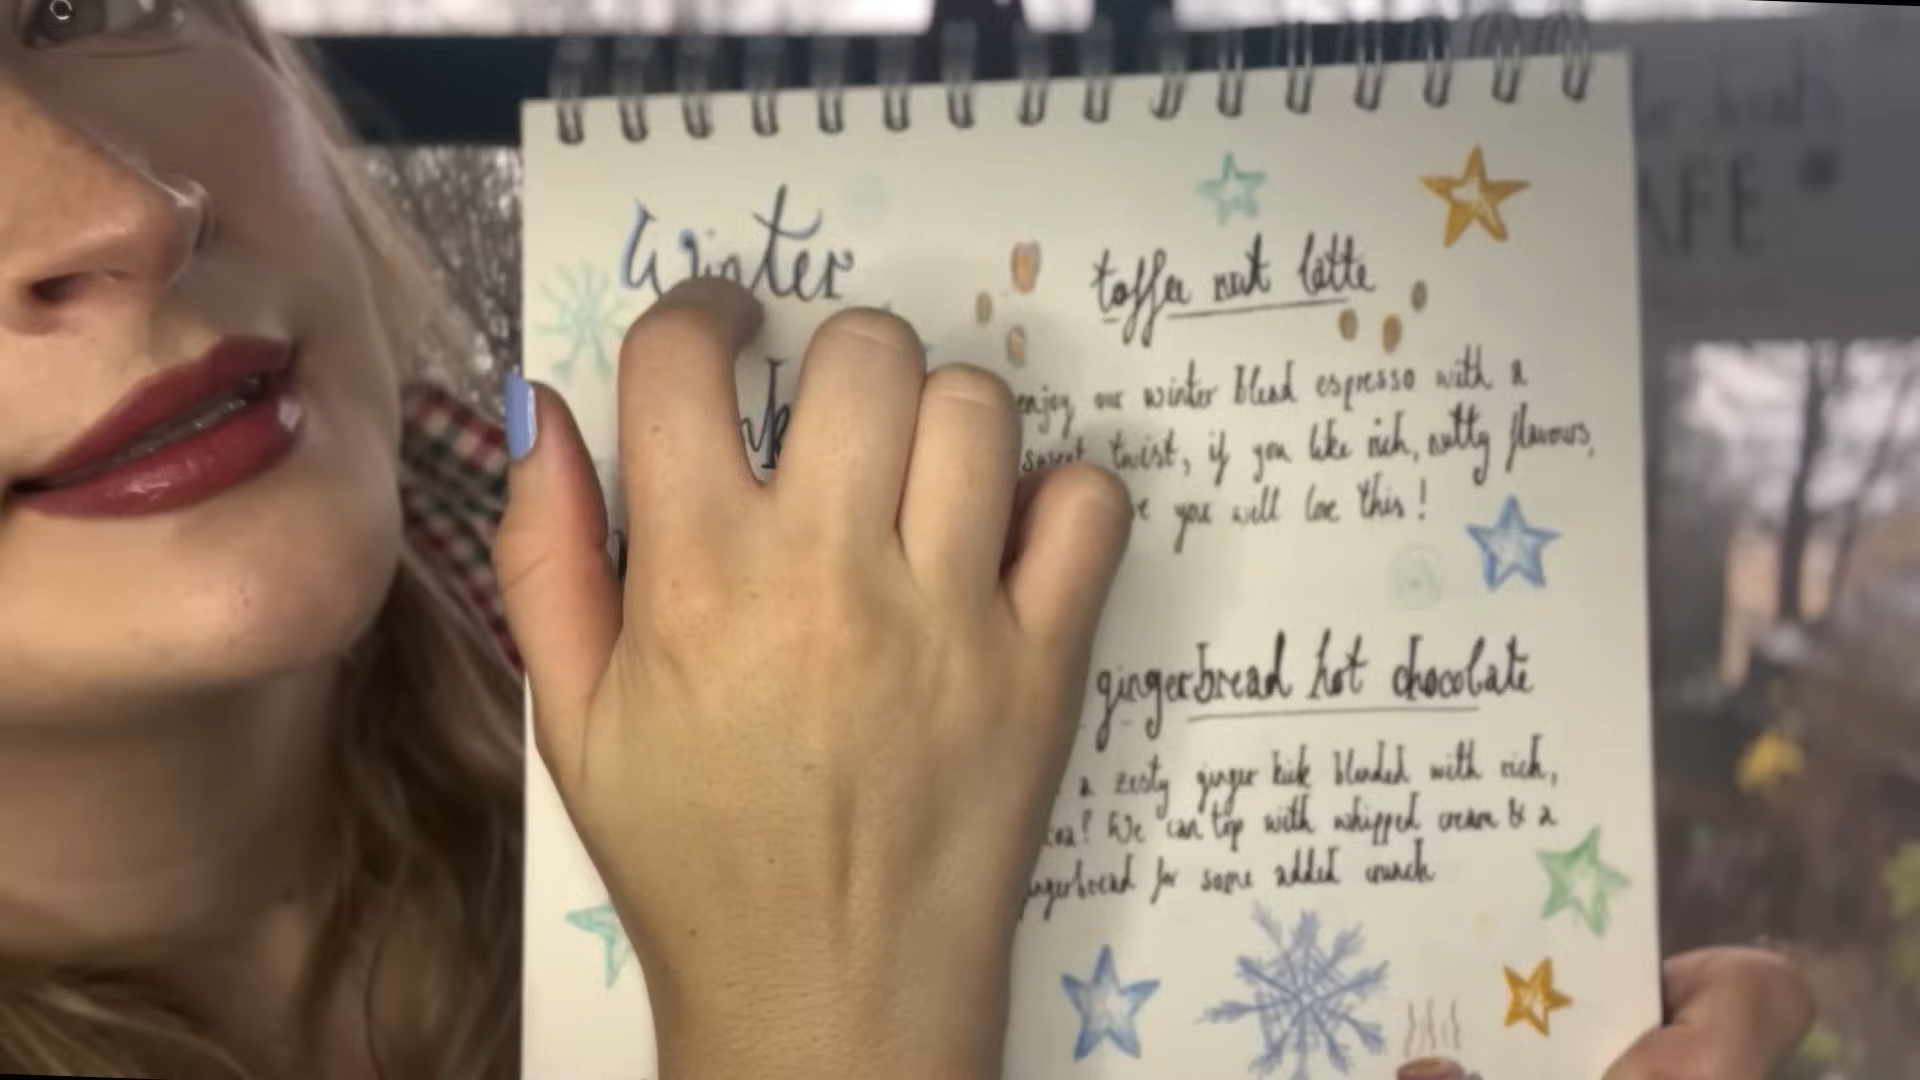 Winter
toffee nut latte
enjoy our winter blend espresso with a
sweet twist, if you like rich, nutty flavours,
you will love this!
gingerbread hot chocolate
a zesty ginger kick blended with rich,
We can top with whipped cream & a
for some added crunch